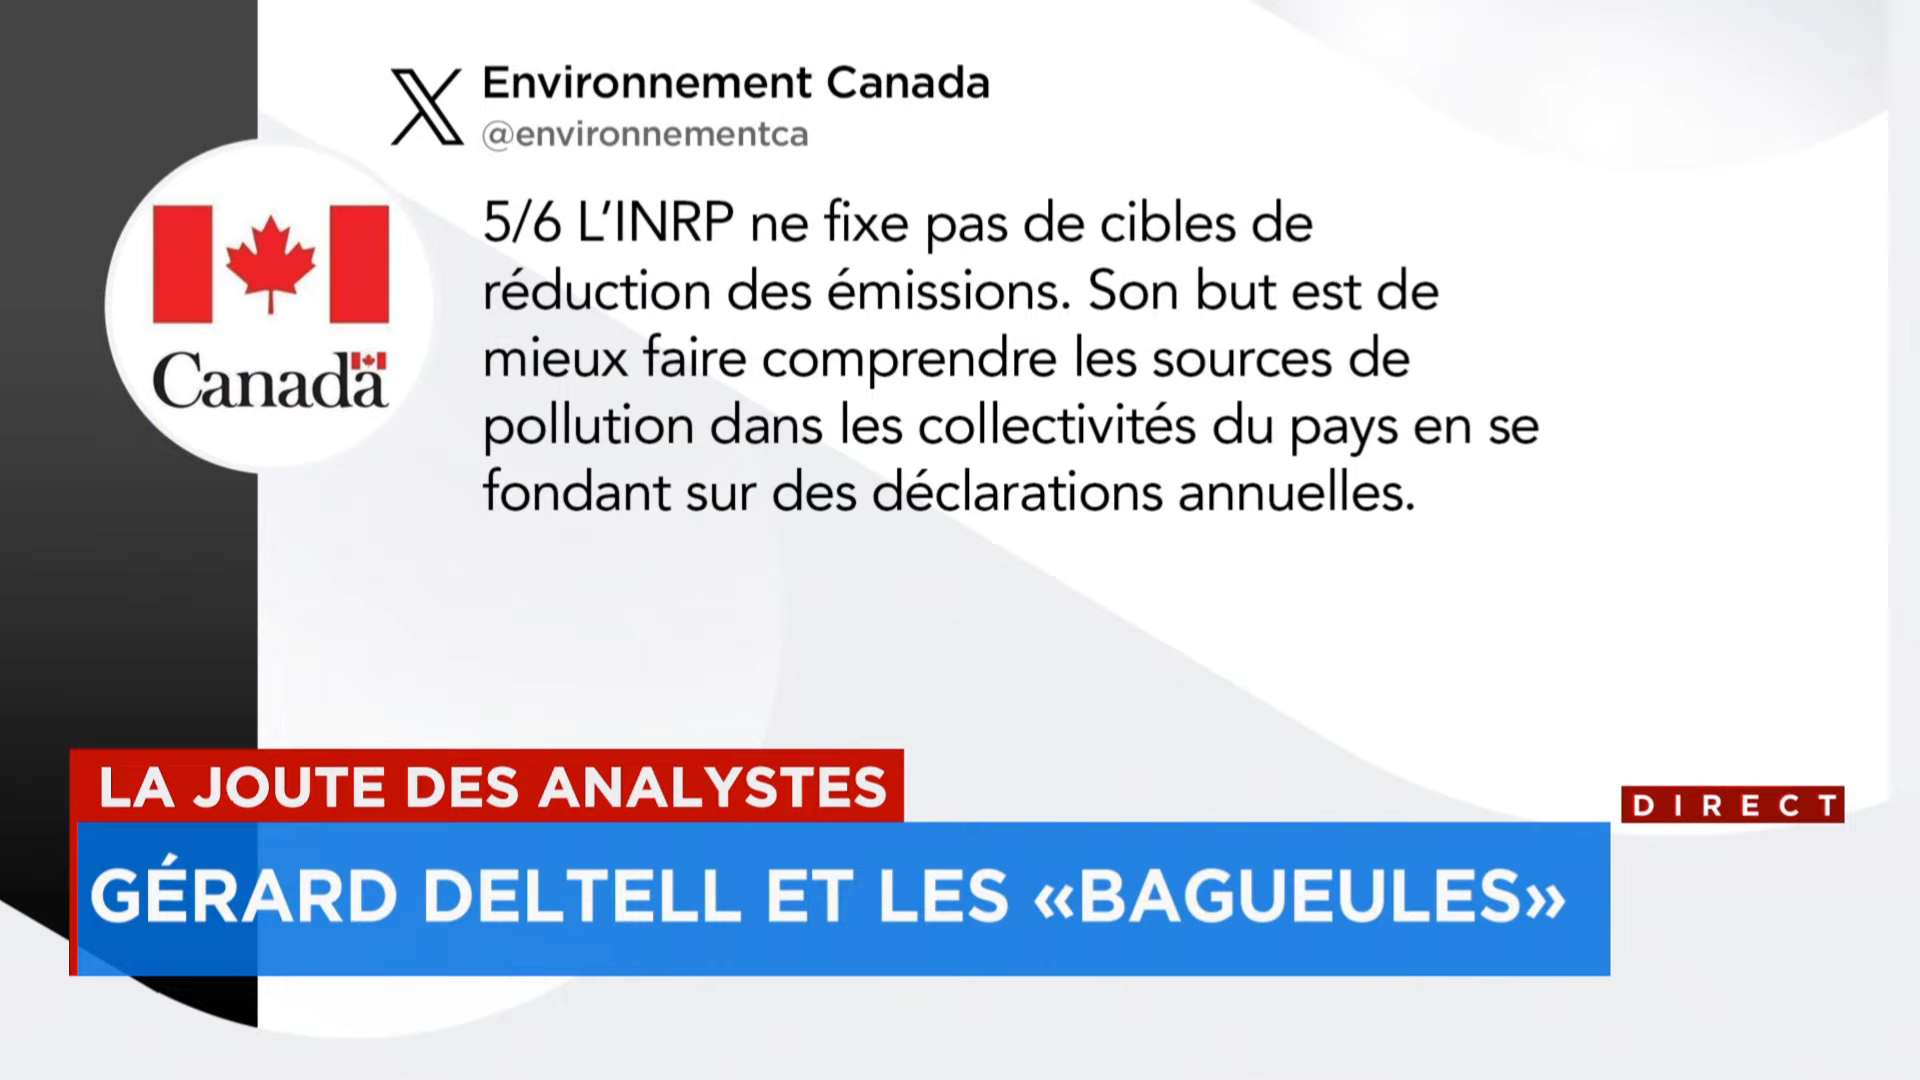 Environnement Canada
@environnementca
5/6 L’INRP ne fixe pas de cibles de
réduction des émissions. Son but est de
mieux faire comprendre les sources de
pollution dans les collectivités du pays en se
fondant sur des déclarations annuelles.
Canada
LA JOUTE DES ANALYSTES
DIRECT
GÉRARD DELTELL ET LES «BAGUEULES»